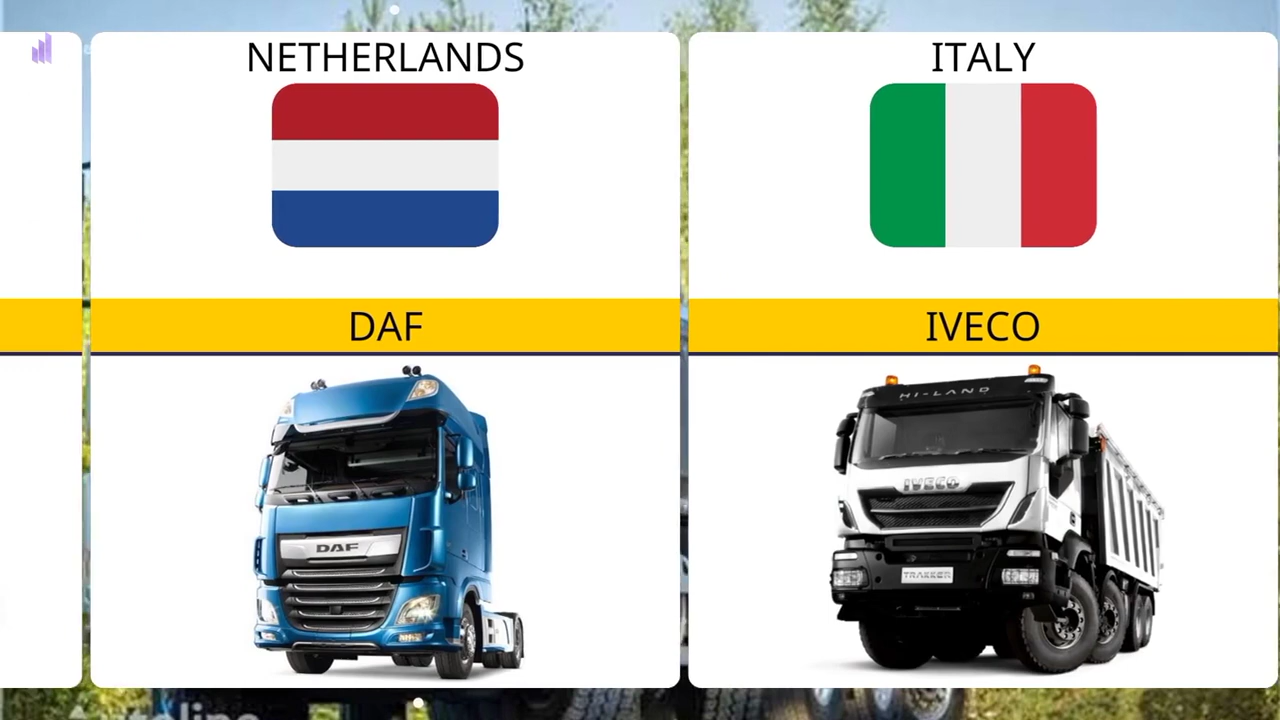 NETHERLANDS
ITALY
DAF
IVECO
HI-LAND
IVECO
DAF
TRAKKER